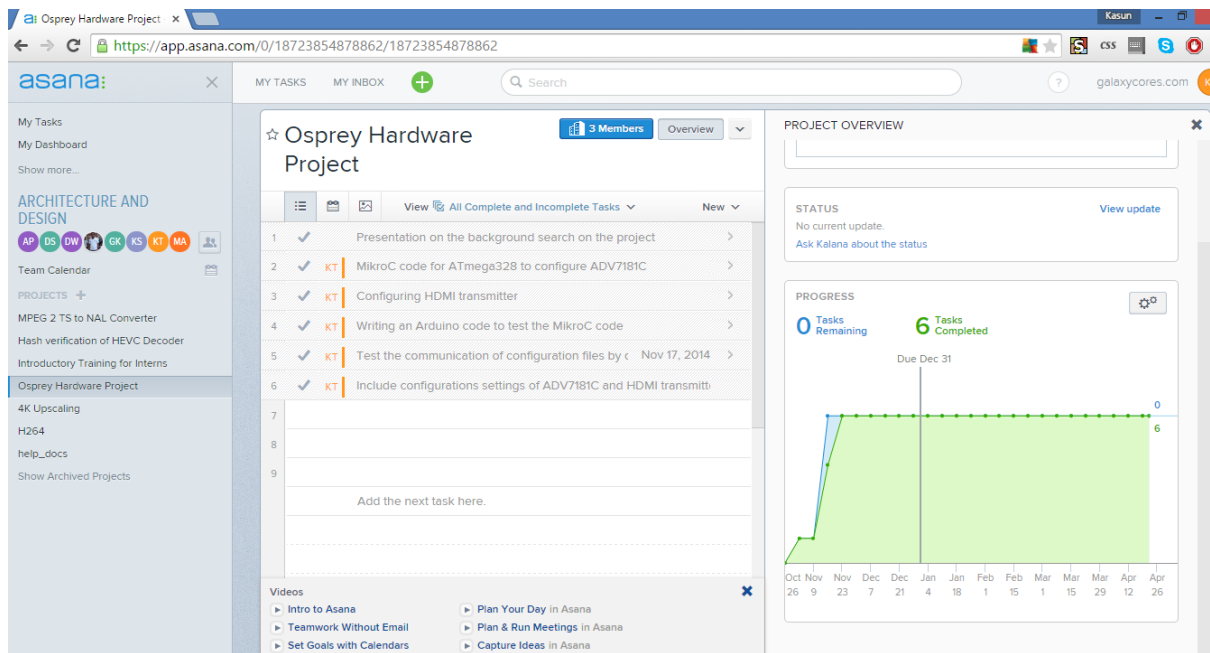 a: Osprey Hardware Project
Kasun
https://app.asana.com/0/18723854878862/18723854878862
css
asana:
MY TASKS MY INBOX
Search
?
galaxycores.com
My Tasks
My Dashboard
Show more...
ARCHITECTURE AND
DESIGN
AP DS DW GK KS KT MA
Team Calendar
PROJECTS
MPEG 2 TS to NAL Converter
Hash verification of HEVC Decoder
Introductory Training for Interns
Osprey Hardware Project
4K Upscaling
H264
help_docs
Show Archived Projects
Osprey Hardware
Project
3 Members Overview
View All Complete and Incomplete Tasks New
1 Presentation on the background search on the project
2 KT MikroC code for ATmega328 to configure ADV7181C
3 KT Configuring HDMI transmitter
4 KT Writing an Arduino code to test the MikroC code
5 KT Test the communication of configuration files by Nov 17, 2014
6 KT Include configurations settings of ADV7181C and HDMI transmitt
7
8
9
Add the next task here.
Videos
Intro to Asana
Teamwork Without Email
Set Goals with Calendars
Plan Your Day in Asana
Plan & Run Meetings in Asana
Capture Ideas in Asana
PROJECT OVERVIEW
STATUS View update
No current update.
Ask Kalana about the status
PROGRESS
0 Tasks Remaining 6 Tasks Completed
Due Dec 31
0
6
Oct Nov Nov Dec Dec Jan Jan Feb Feb Mar Mar Mar Apr Apr
26 9 23 7 21 4 18 1 15 1 15 29 12 26